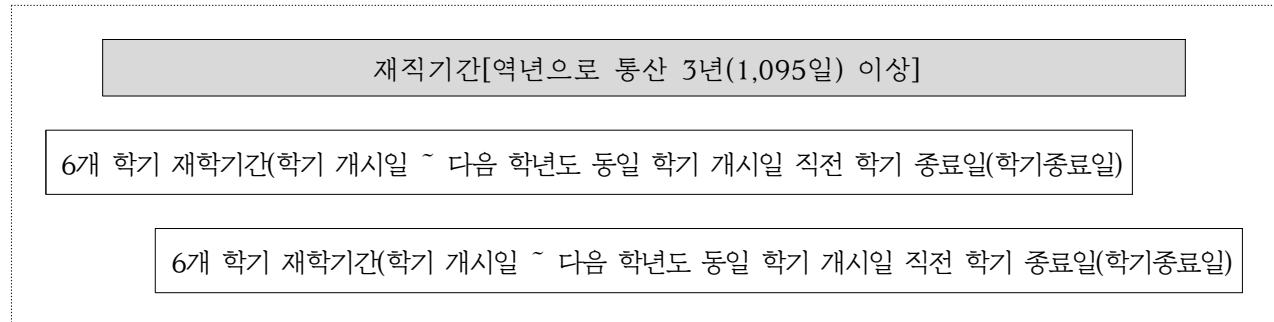 재직기간[역년으로 통산 3년(1,095일) 이상]
6개 학기 재학기간(학기 개시일 ~ 다음 학년도 동일 학기 개시일 직전 학기 종료일(학기종료일)
6개 학기 재학기간(학기 개시일 ~ 다음 학년도 동일 학기 개시일 직전 학기 종료일(학기종료일)